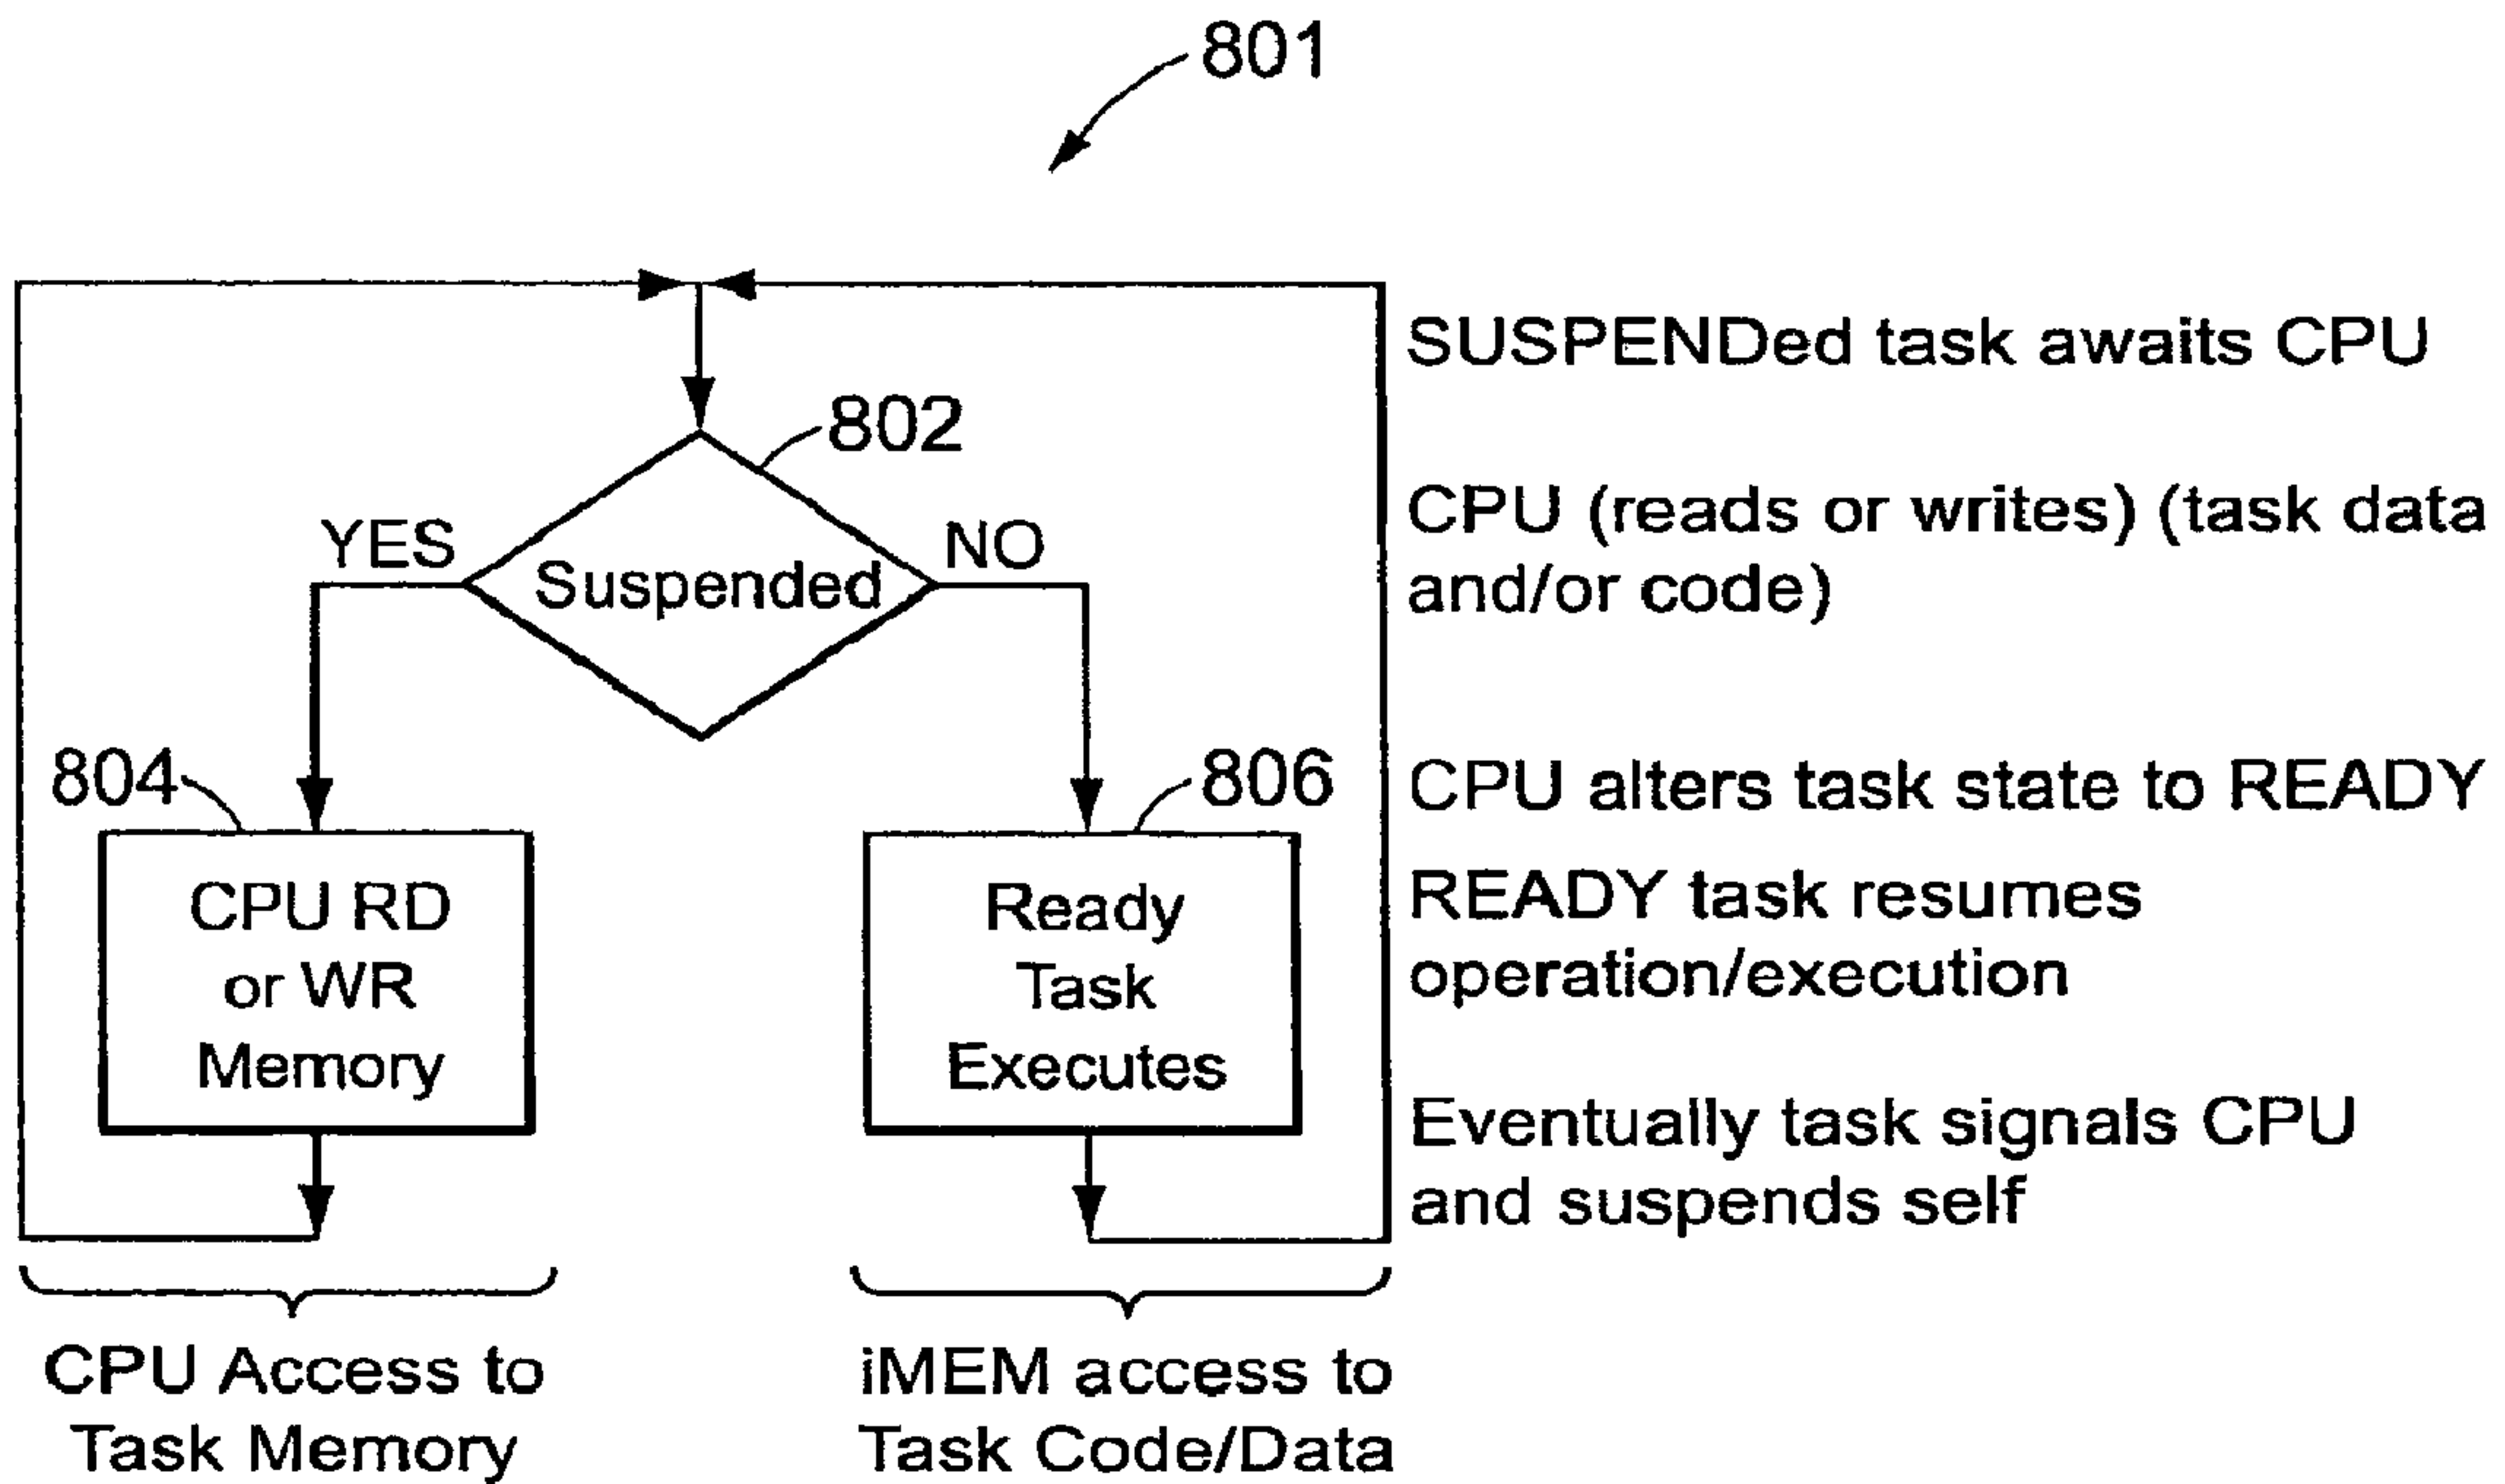 801
SUSPENDed task awaits CPU
802
CPU (reads or writes) (task data
and/or code)
YES
Suspended
NO
804
806
CPU alters task state to READY
CPU RD
or WR
Memory
Ready
Task
Executes
READY task resumes
operation/execution
Eventually task signals CPU
and suspends self
CPU Access to
Task Memory
iMEM access to
Task Code/Data